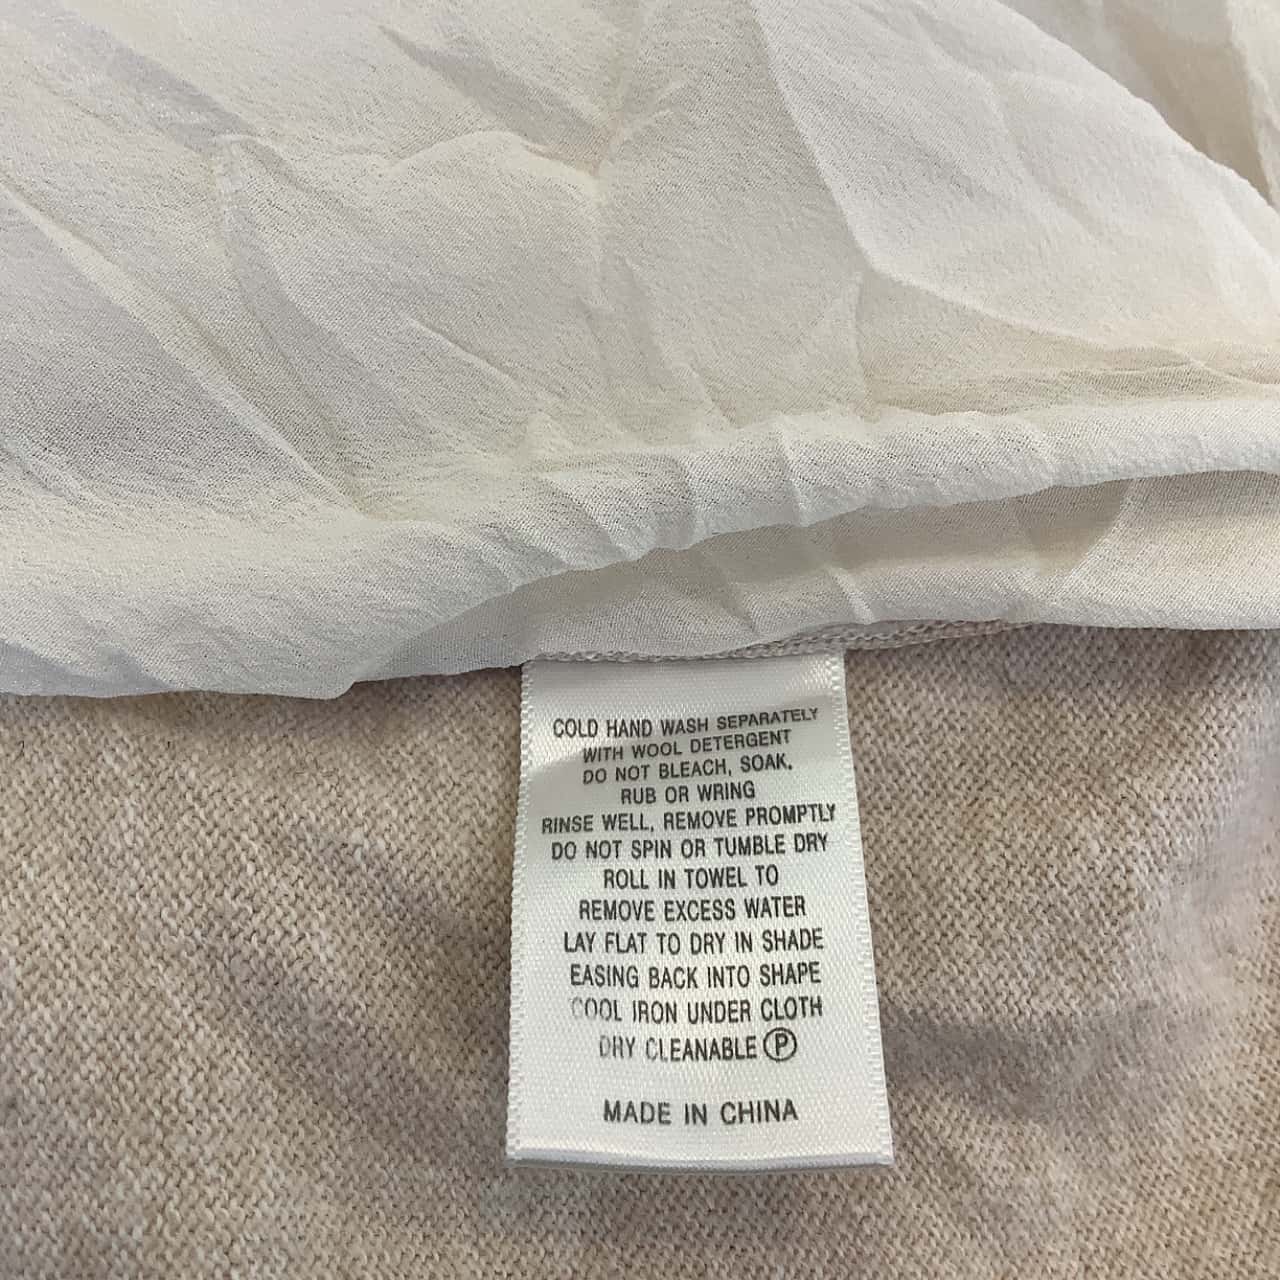 COLD HAND WASH SEPARATELY
WITH WOOL DETERGENT
DO NOT BLEACH, SOAK,
RUB OR WRING
RINSE WELL, REMOVE PROMPTLY
DO NOT SPIN OR TUMBLE DRY
ROLL IN TOWEL TO
REMOVE EXCESS WATER
LAY FLAT TO DRY IN SHADE
EASING BACK INTO SHAPE
COOL IRON UNDER CLOTH
DRY CLEANABLE Ⓟ
MADE IN CHINA